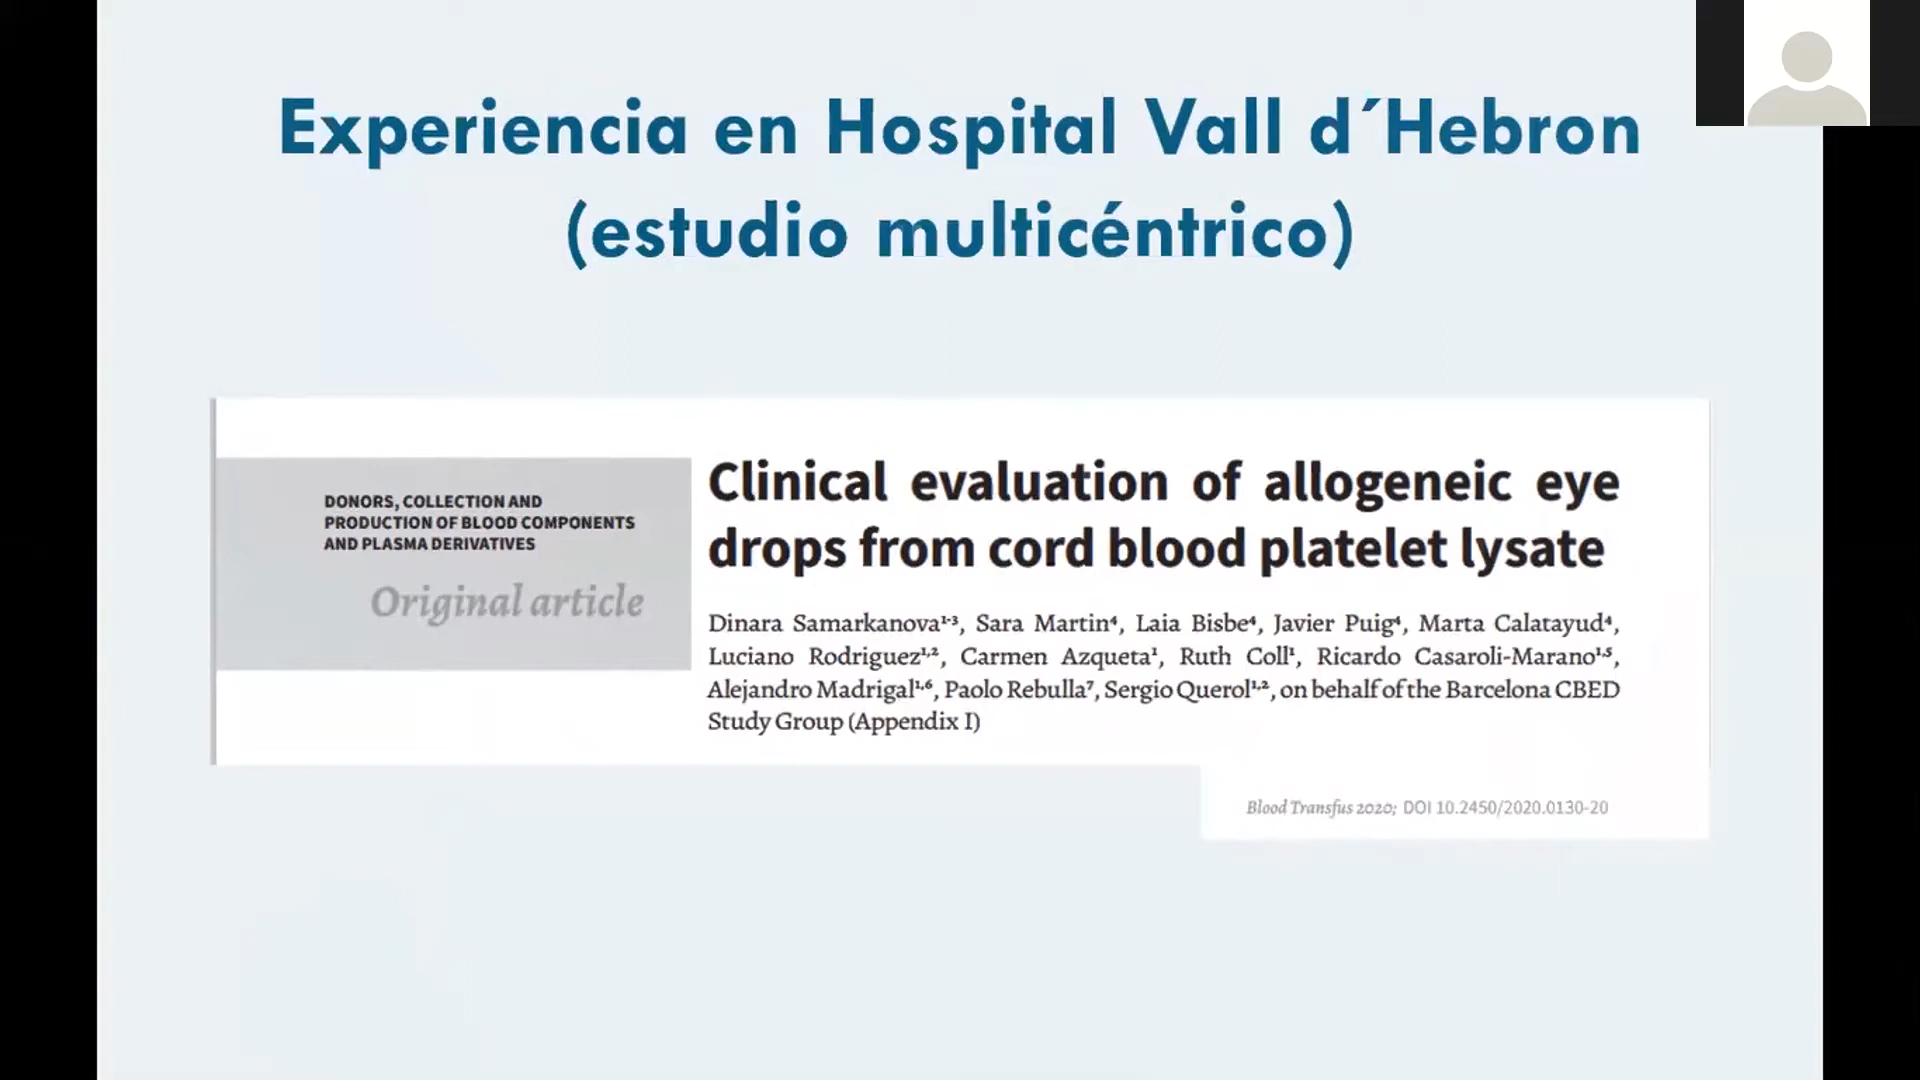 Experiencia en Hospital Vall d´Hebron
(estudio multicéntrico)
DONORS, COLLECTION AND
PRODUCTION OF BLOOD COMPONENTS
AND PLASMA DERIVATIVES
Original article
Clinical evaluation of allogeneic eye
drops from cord blood platelet lysate
Dinara Samarkanova¹⁻³, Sara Martin⁴, Laia Bisbe⁴, Javier Puig⁴, Marta Calatayud⁴,
Luciano Rodriguez¹,², Carmen Azqueta¹, Ruth Coll¹, Ricardo Casaroli-Marano¹,⁵,
Alejandro Madrigal¹,⁶, Paolo Rebulla⁷, Sergio Querol¹,², on behalf of the Barcelona CBED
Study Group (Appendix I)
Blood Transfus 2020; DOI 10.2450/2020.0130-20